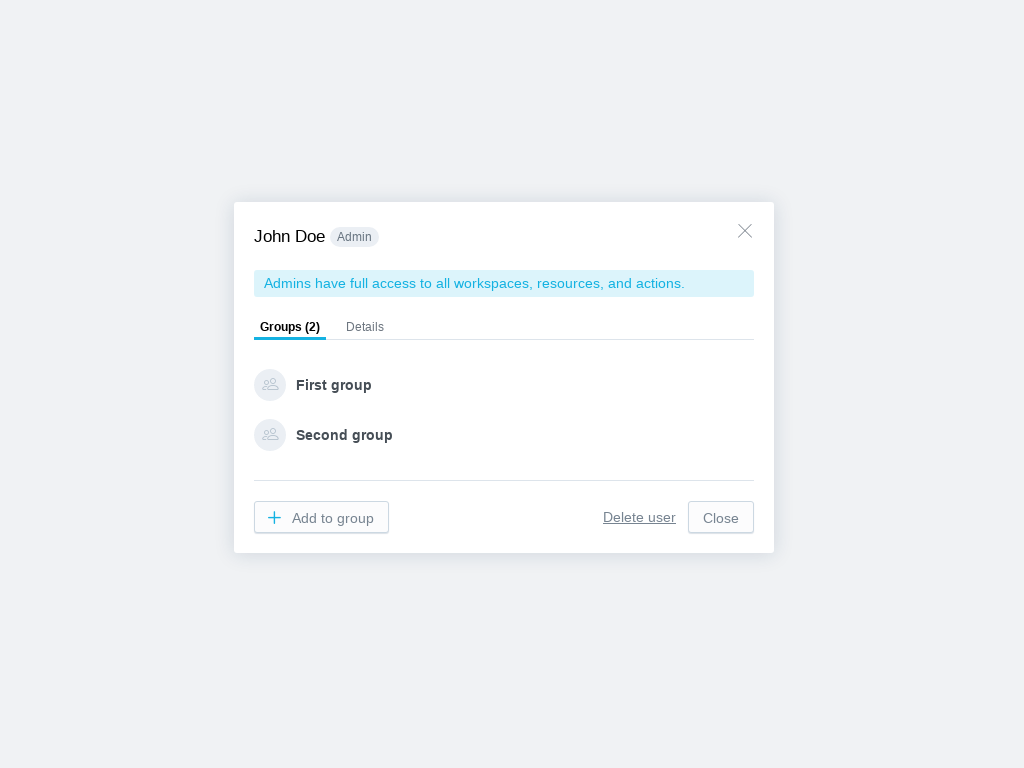 John Doe Admin
Admins have full access to all workspaces, resources, and actions.
Groups (2) Details
First group
Second group
Add to group Delete user Close